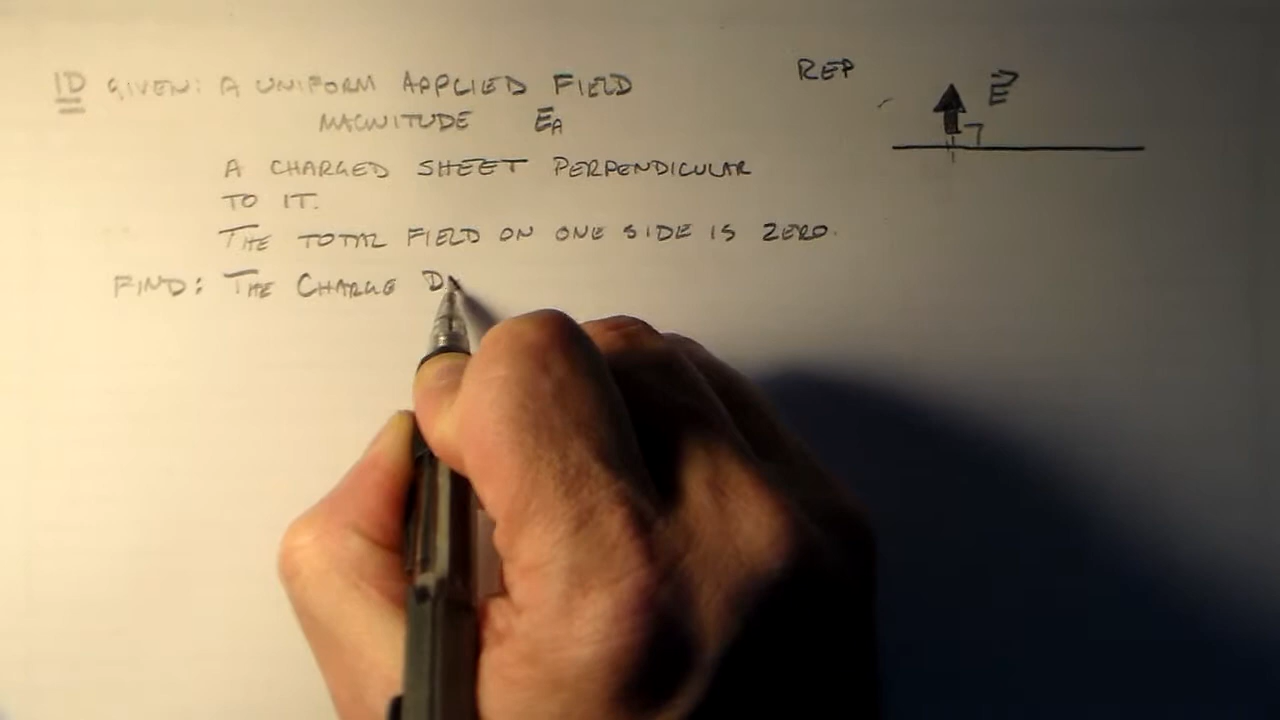 ID GIVEN: A UNIFORM APPLIED FIELD
MAGNITUDE EA
A CHARGED SHEET PERPENDICULAR
TO IT.
THE TOTAL FIELD ON ONE SIDE IS ZERO.
FIND: THE CHARGE D
REP
E